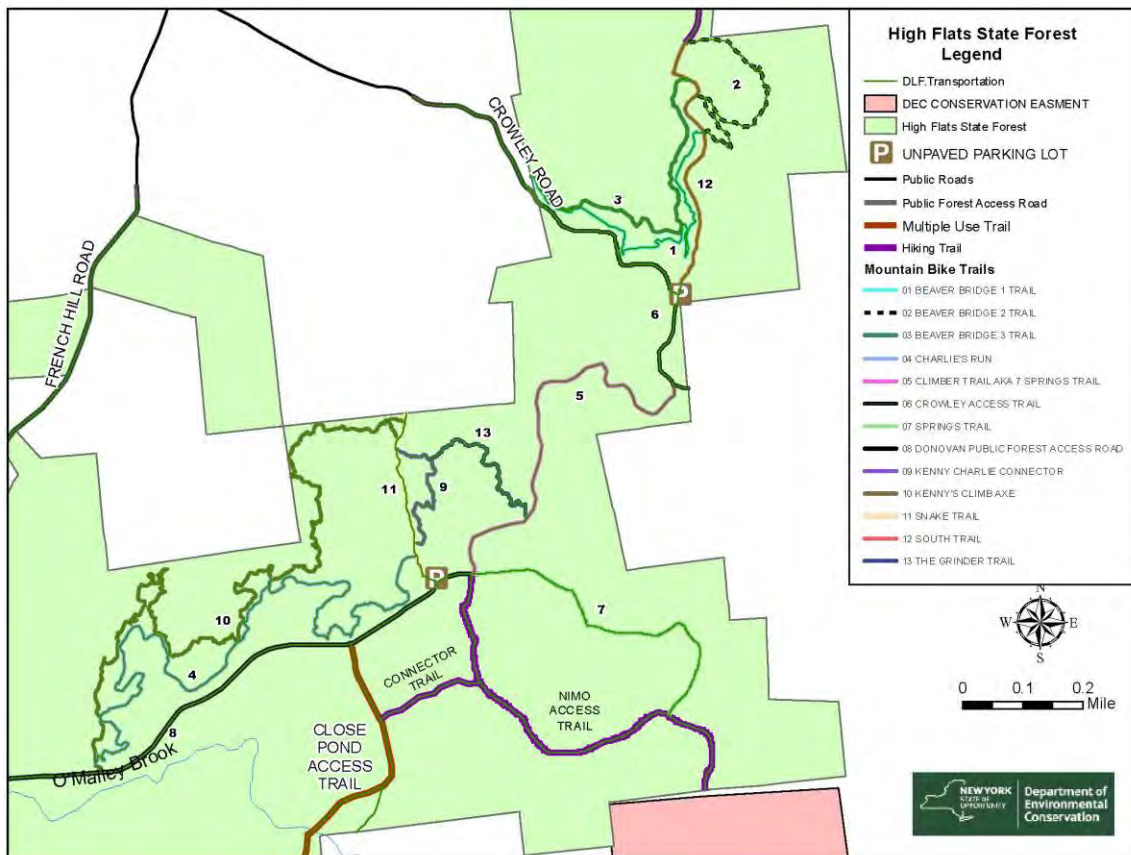 High Flats State Forest
Legend
DLF.Transportation
DEC CONSERVATION EASMENT
High Flats State Forest
P UNPAVED PARKING LOT
Public Roads
Public Forest Access Road
Multiple Use Trail
Hiking Trail
Mountain Bike Trails
01 BEAVER BRIDGE 1 TRAIL
02 BEAVER BRIDGE 2 TRAIL
03 BEAVER BRIDGE 3 TRAIL
04 CHARLIE'S RUN
05 CLIMBER TRAIL AKA 7 SPRINGS TRAIL
06 CROWLEY ACCESS TRAIL
07 SPRINGS TRAIL
08 DONOVAN PUBLIC FOREST ACCESS ROAD
09 KENNY CHARLIE CONNECTOR
10 KENNY'S CLIMB AXE
11 SNAKE TRAIL
12 SOUTH TRAIL
13 THE GRINDER TRAIL
2
CROWLEY ROAD
12
3
1
P
6
FRENCH HILL ROAD
5
13
11
9
P
7
10
4
CONNECTOR
TRAIL
NIMO
ACCESS
TRAIL
8
O'Malley Brook
CLOSE
POND
ACCESS
TRAIL
N
W
E
S
0
0.1
0.2
Mile
NEW YORK
STATE OF
OPPORTUNITY
Department of
Environmental
Conservation